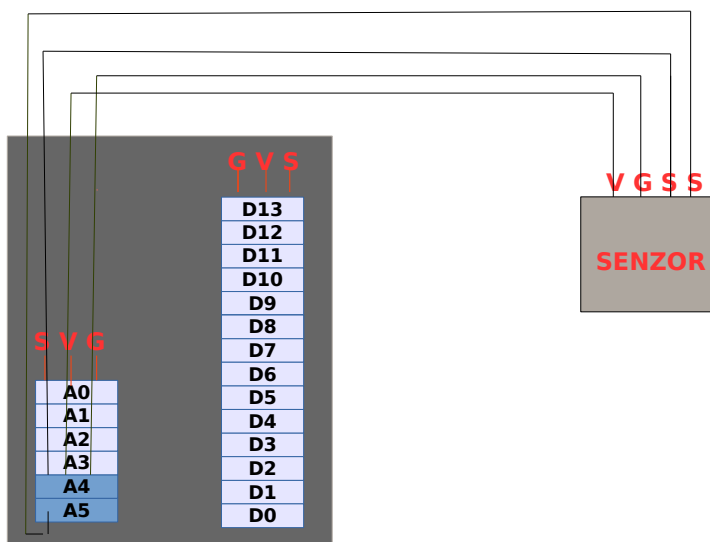 V G S S
G V S
D13
D12
SENZOR
D11
D10
D9
D8
D7
D6
D5
D4
D3
D2
D1
D0
S V G
A0
A1
A2
A3
A4
A5